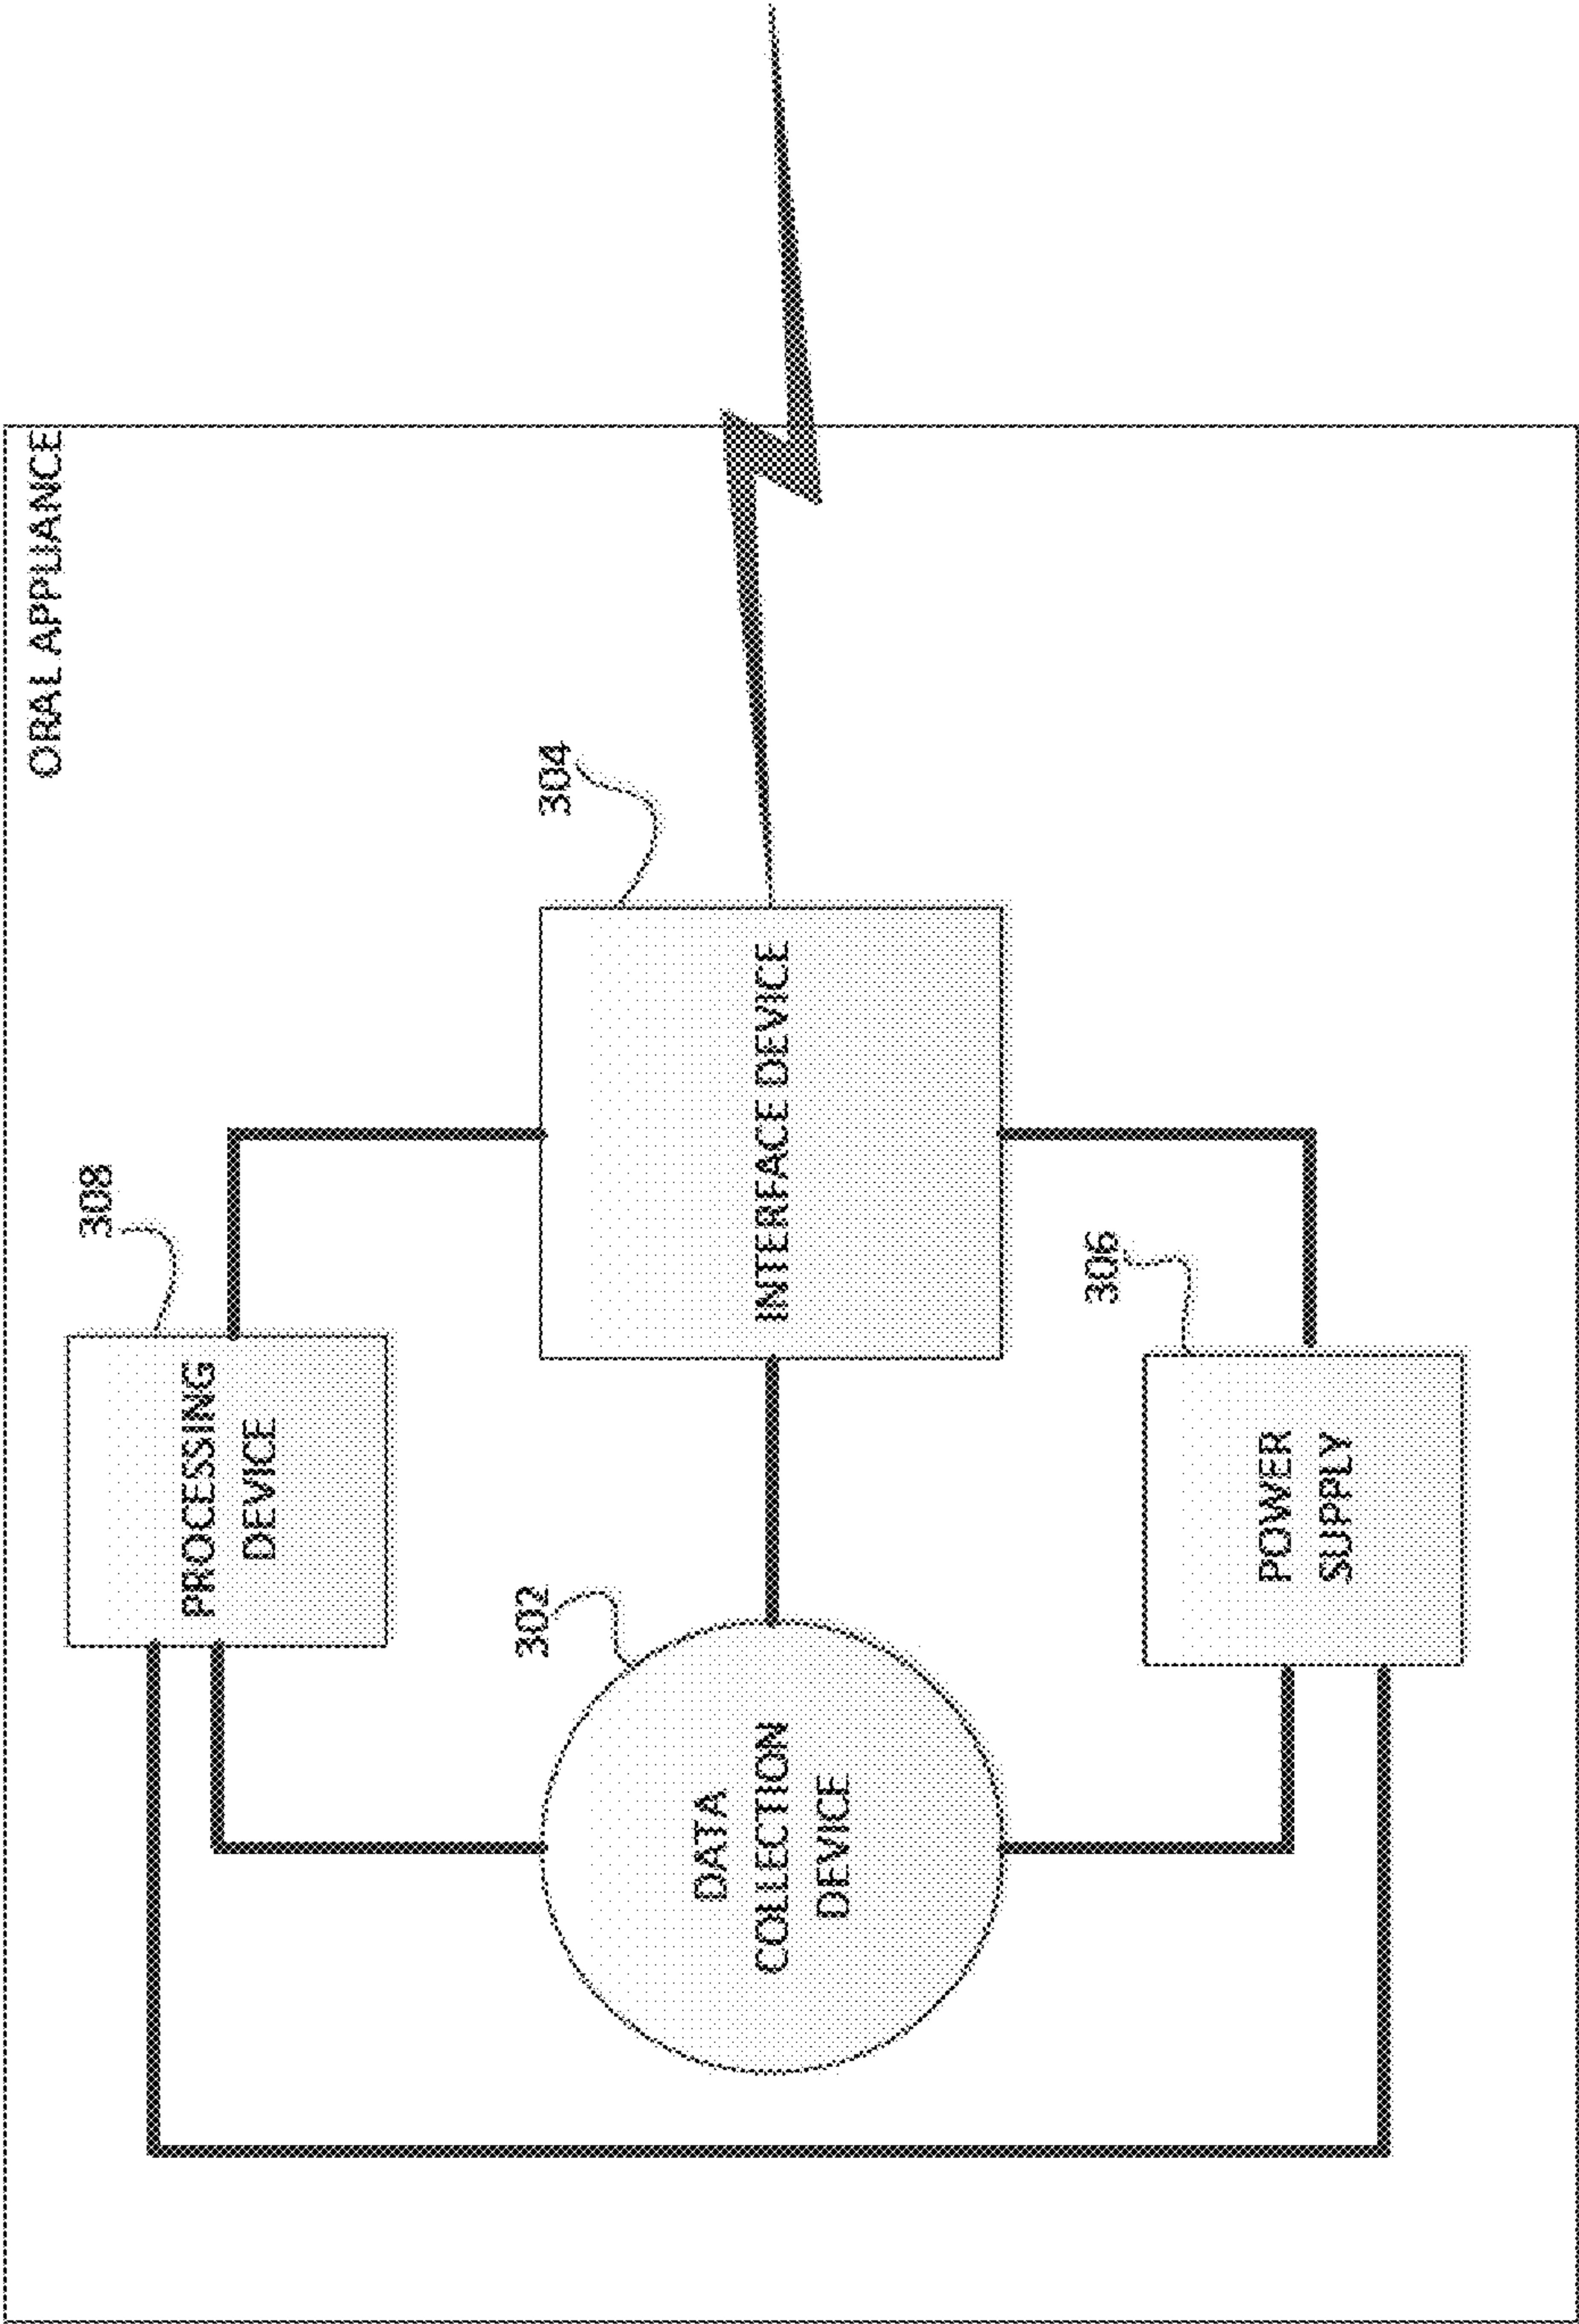 ORAL APPLIANCE
308
PROCESSING
DEVICE
302
DATA
COLLECTION
DEVICE
304
INTERFACE DEVICE
306
POWER
SUPPLY